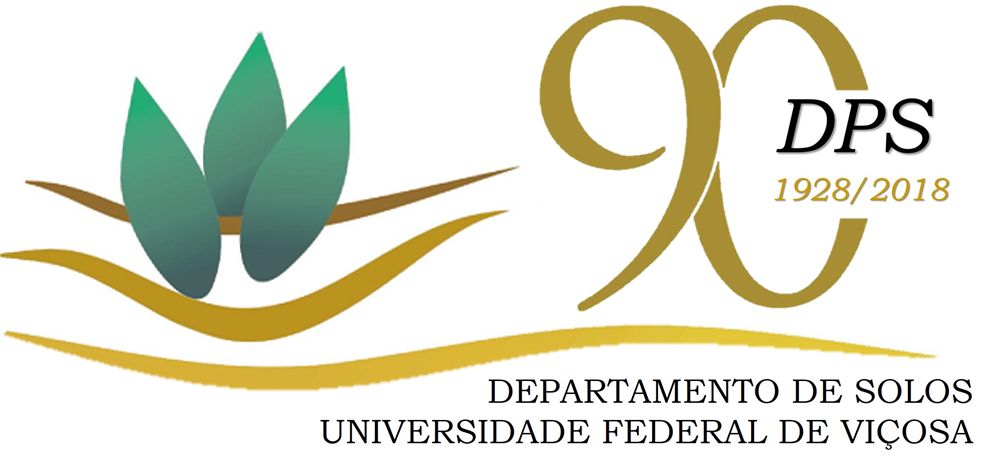 90
DPS
1928/2018
DEPARTAMENTO DE SOLOS
UNIVERSIDADE FEDERAL DE VIÇOSA